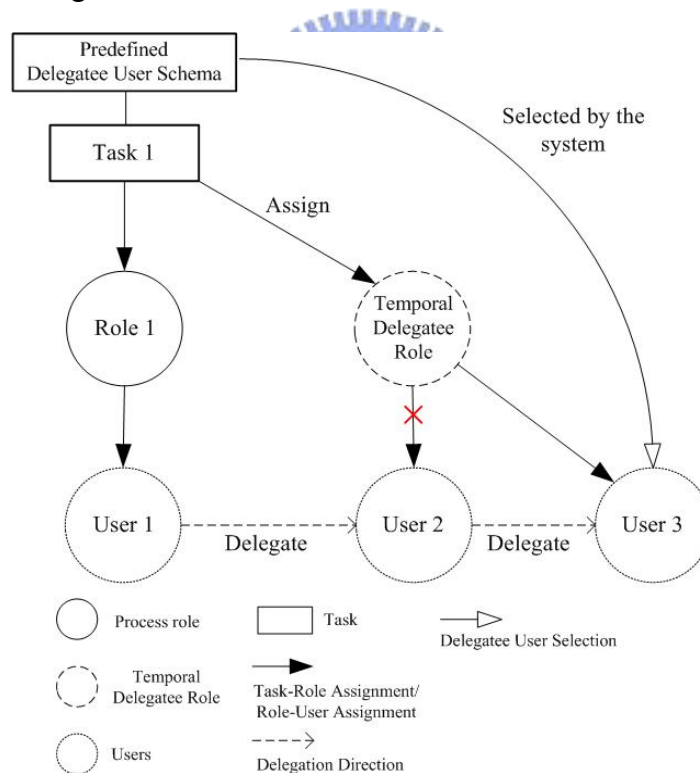 Predefined
Delegatee User Schema
Selected by the
system
Task 1
Assign
Role 1
Temporal
Delegatee
Role
User 1
Delegate
User 2
Delegate
User 3
Process role
Task
Delegatee User Selection
Temporal
Delegatee Role
Task-Role Assignment/
Role-User Assignment
Users
Delegation Direction